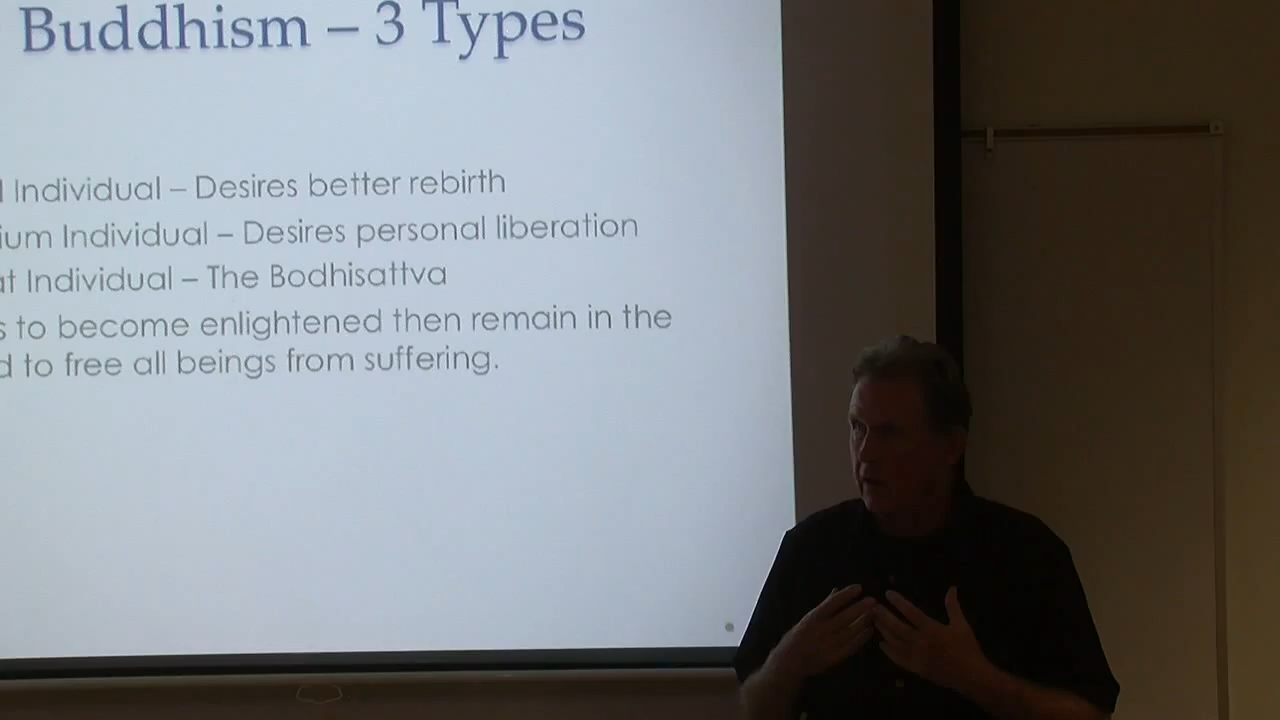 Buddhism – 3 Types
Individual – Desires better rebirth
Individual – Desires personal liberation
Individual – The Bodhisattva
to become enlightened then remain in the
to free all beings from suffering.